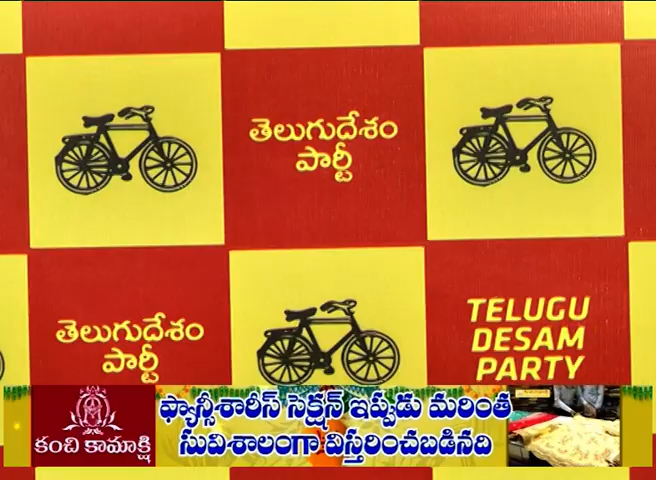 తెలుగుదేశం
పార్టీ
తెలుగుదేశం
పార్టీ
TELUGU
DESAM
PARTY
కంచి కామాక్షి
ఫ్యాన్సీశారీస్ సెక్షన్ ఇప్పుడు మరింత
సువిశాలంగా విస్తరించబడినది